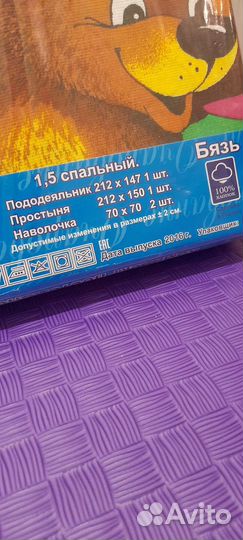 Бязь
1,5 спальный.
100%
ХЛОПОК
Пододеяльник 212 х 147 1 шт.
Простыня 212 х 150 1 шт.
Наволочка 70 х 70 2 шт.
Допустимые изменения в размерах ± 2 см.
Дата выпуска 2016 г. Упаковщик:
Avito